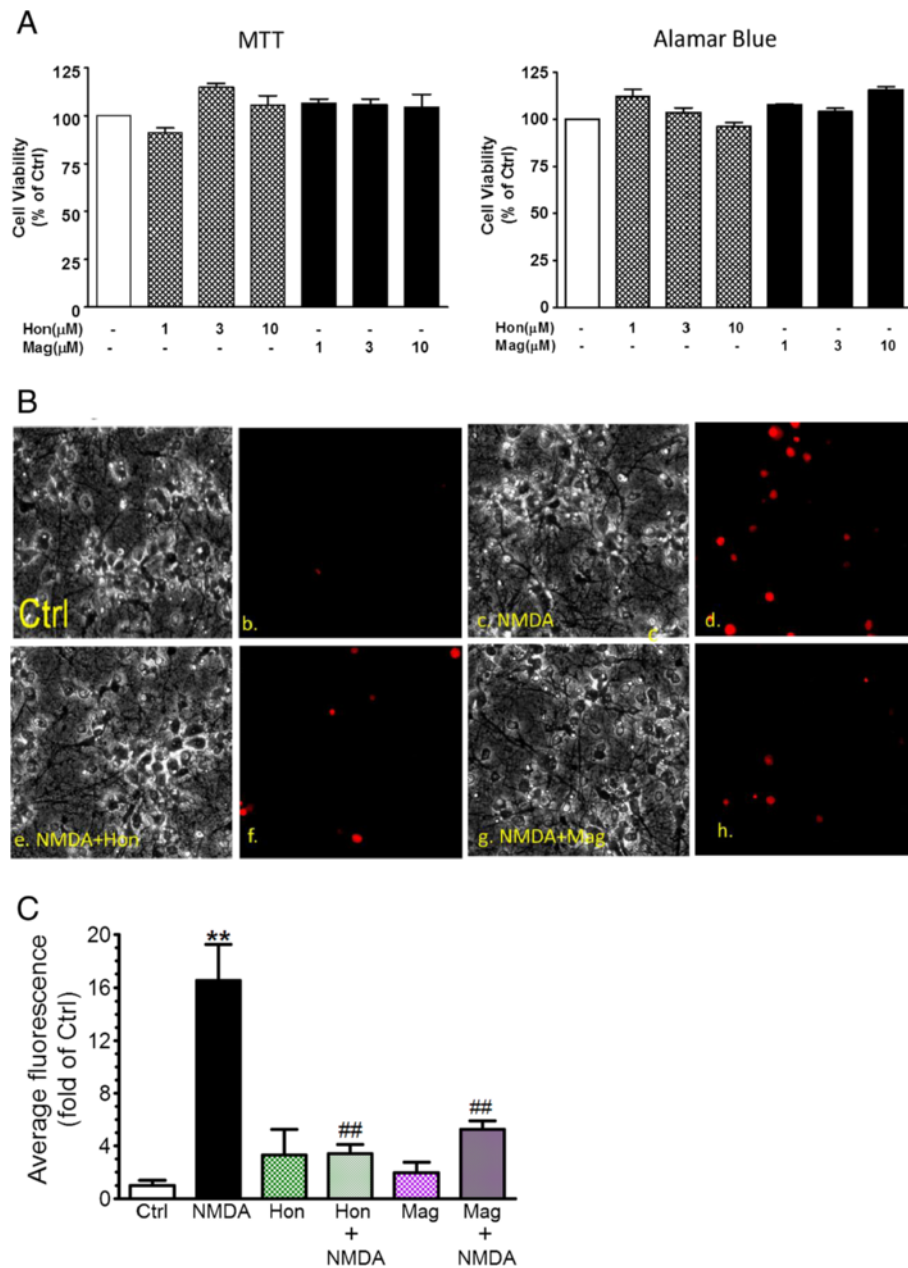 A
MTT
Alamar Blue
Cell Viability
(% of Ctrl)
125
100
75
50
25
0
Hon(μM) - 1 3 10 - - -
Mag(μM) - - - - 1 3 10
Cell Viability
(% of Ctrl)
125
100
75
50
25
0
Hon(μM) - 1 3 10 - - -
Mag(μM) - - - - 1 3 10
B
Ctrl
b.
c. NMDA
c
d.
e. NMDA+Hon
f.
g. NMDA+Mag
h.
C
Average fluorescence
(fold of Ctrl)
20
16
12
8
4
0
**
##
##
Ctrl
NMDA
Hon
Hon
+
NMDA
Mag
Mag
+
NMDA